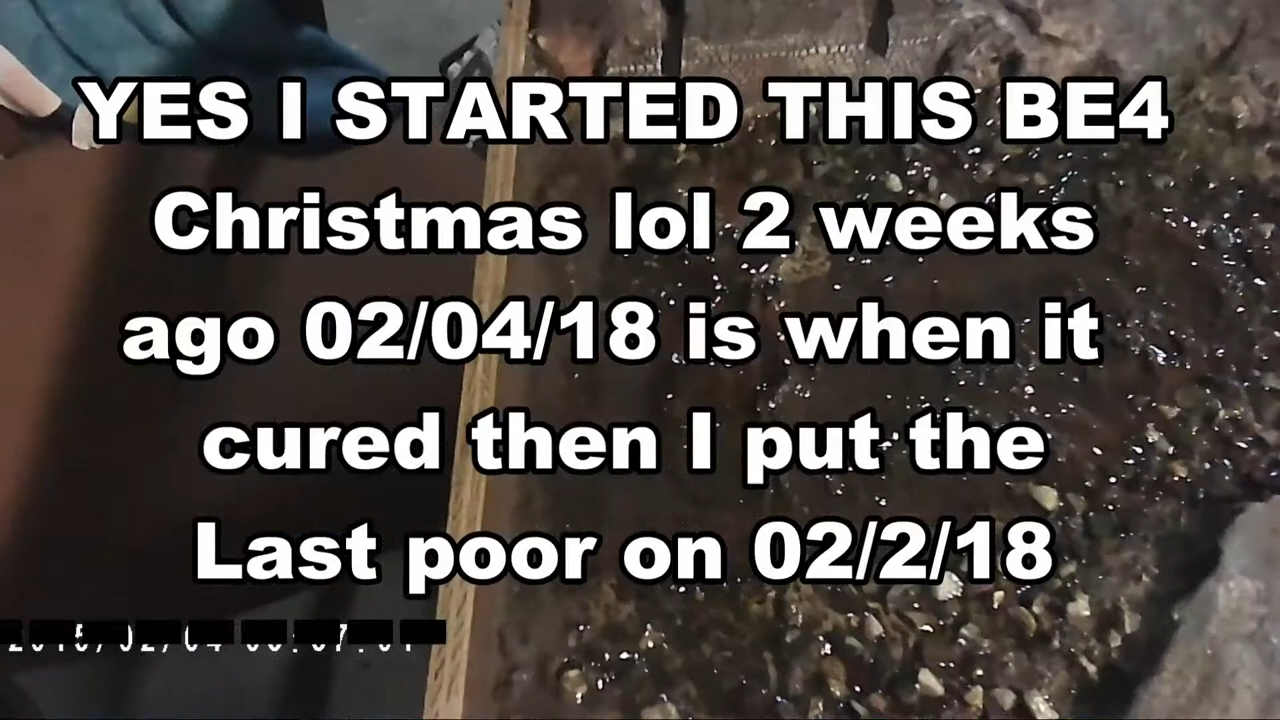 YES I STARTED THIS BE4
Christmas lol 2 weeks
ago 02/04/18 is when it
cured then I put the
Last poor on 02/2/18